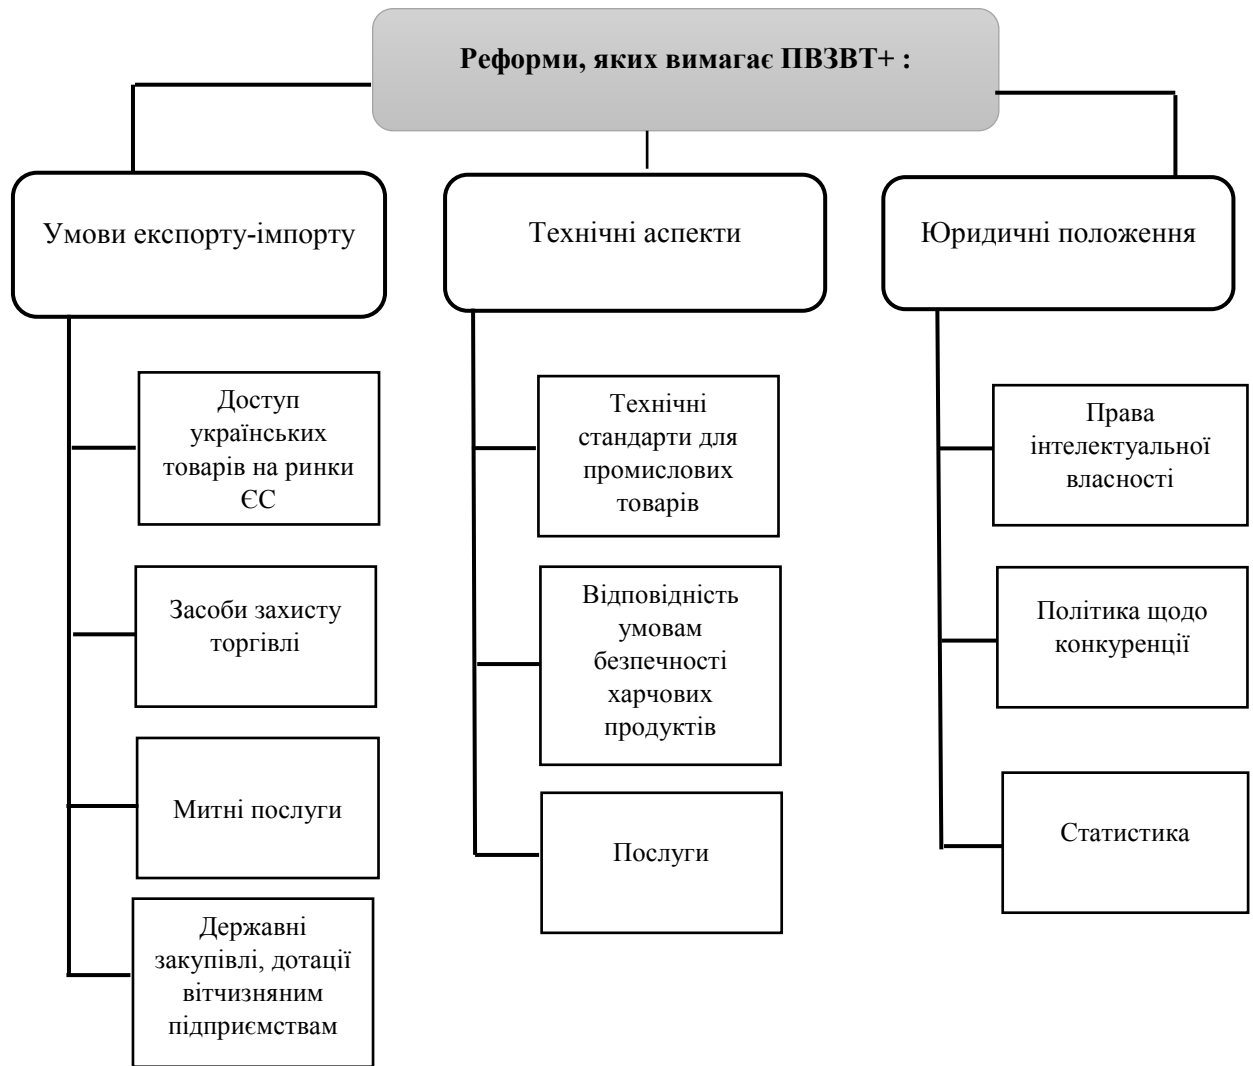 Реформи, яких вимагає ПВЗВТ+ :
Умови експорту-імпорту
Технічні аспекти
Юридичні положення
Доступ
українських
товарів на ринки
ЄС
Засоби захисту
торгівлі
Митні послуги
Державні
закупівлі, дотації
вітчизняним
підприємствам
Технічні
стандарти для
промислових
товарів
Відповідність
умовам
безпечності
харчових
продуктів
Послуги
Права
інтелектуальної
власності
Політика щодо
конкуренції
Статистика